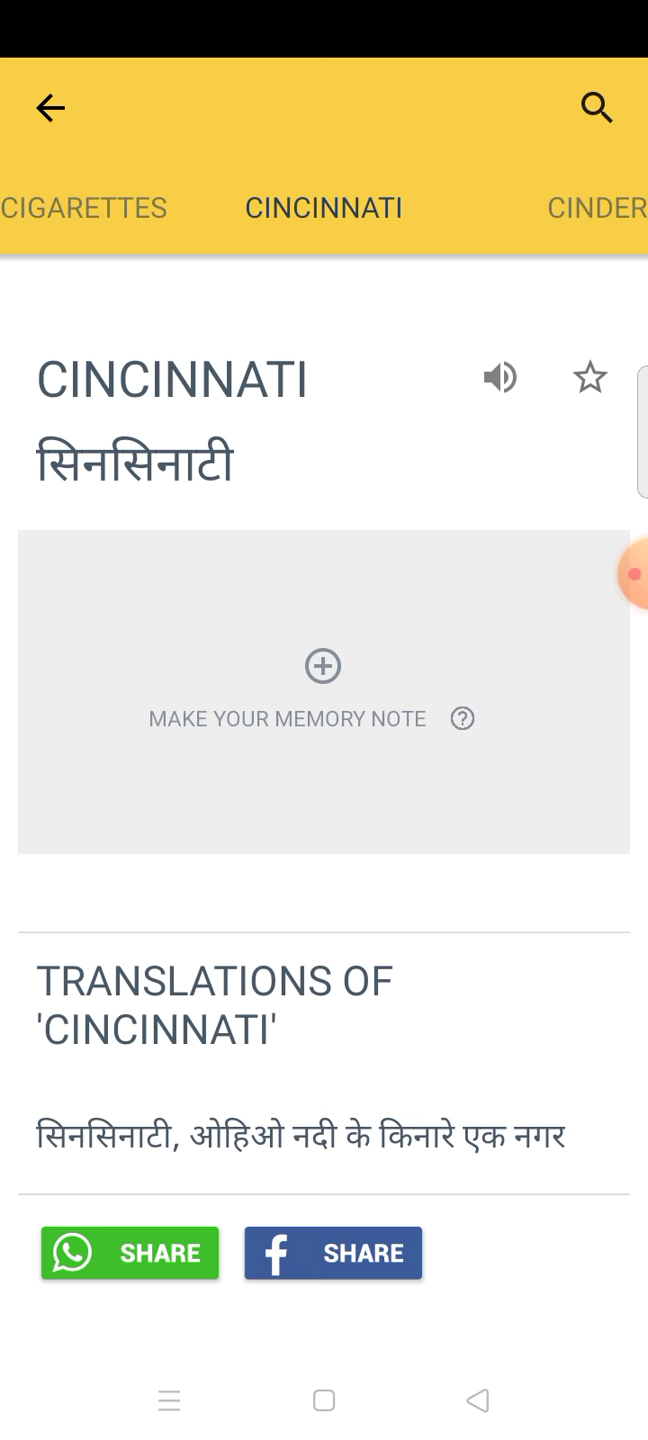 CIGARETTES CINCINNATI CINDER
CINCINNATI
सिनसिनाटी
MAKE YOUR MEMORY NOTE
TRANSLATIONS OF
'CINCINNATI'
सिनसिनाटी, ओहिओ नदी के किनारे एक नगर
SHARE SHARE